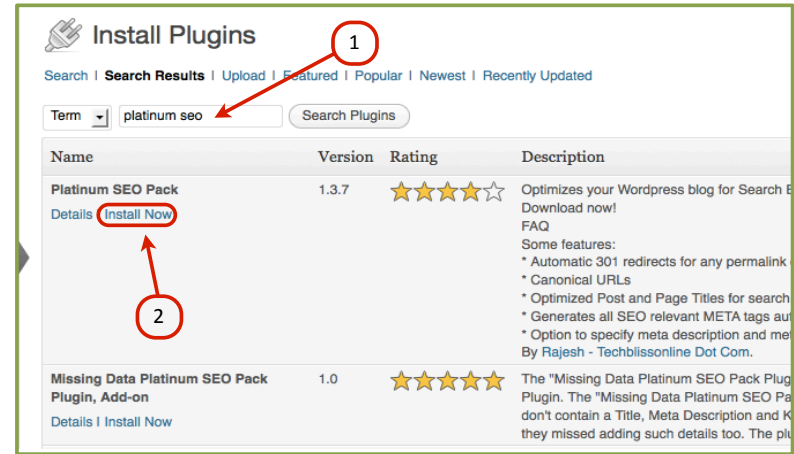 Install Plugins
1
Search | Search Results | Upload | Featured | Popular | Newest | Recently Updated
Term platinum seo Search Plugins
Name Version Rating Description
Platinum SEO Pack 1.3.7 Optimizes your Wordpress blog for Search
Details | Install Now Download now!
FAQ
Some features:
* Automatic 301 redirects for any permalink
* Canonical URLs
* Optimized Post and Page Titles for search
2
* Generates all SEO relevant META tags
* Option to specify meta description and
By Rajesh - Techblissonline Dot Com.
Missing Data Platinum SEO Pack 1.0 The "Missing Data Platinum SEO Pack
Plugin, Add-on Plugin. The "Missing Data Platinum SEO
don't contain a Title, Meta Description and
Details | Install Now they missed adding such details too. The